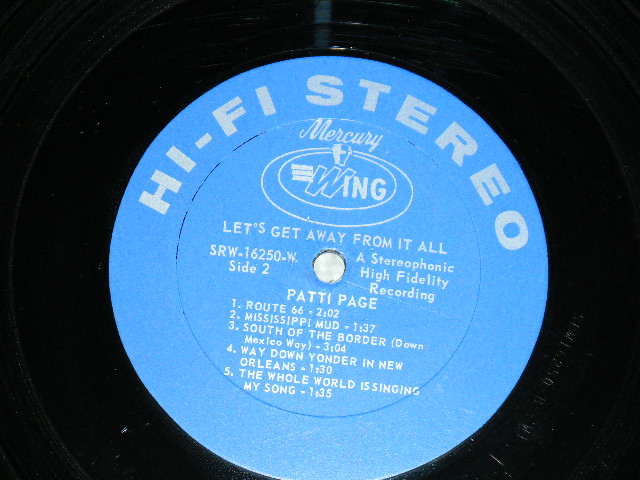 HI-FI STEREO
Mercury
WING
LET'S GET AWAY FROM IT ALL
SRW-16250-W
Side 2
A Stereophonic
High Fidelity
Recording
PATTI PAGE
1. ROUTE 66 - 2:02
2. MISSISSIPPI MUD - 1:37
3. SOUTH OF THE BORDER (Down
Mexico Way) - 3:04
4. WAY DOWN YONDER IN NEW
ORLEANS - 1:30
5. THE WHOLE WORLD IS SINGING
MY SONG - 1:35